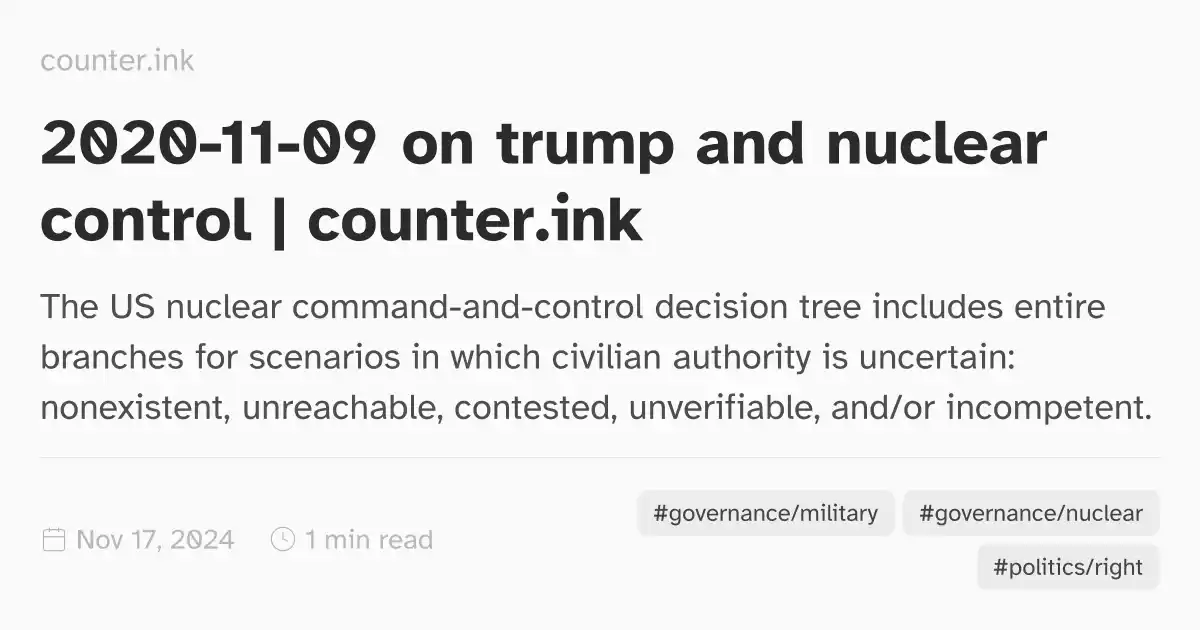 counter.ink
2020-11-09 on trump and nuclear
control | counter.ink
The US nuclear command-and-control decision tree includes entire
branches for scenarios in which civilian authority is uncertain:
nonexistent, unreachable, contested, unverifiable, and/or incompetent.
Nov 17, 2024 1 min read
#governance/military #governance/nuclear
#politics/right